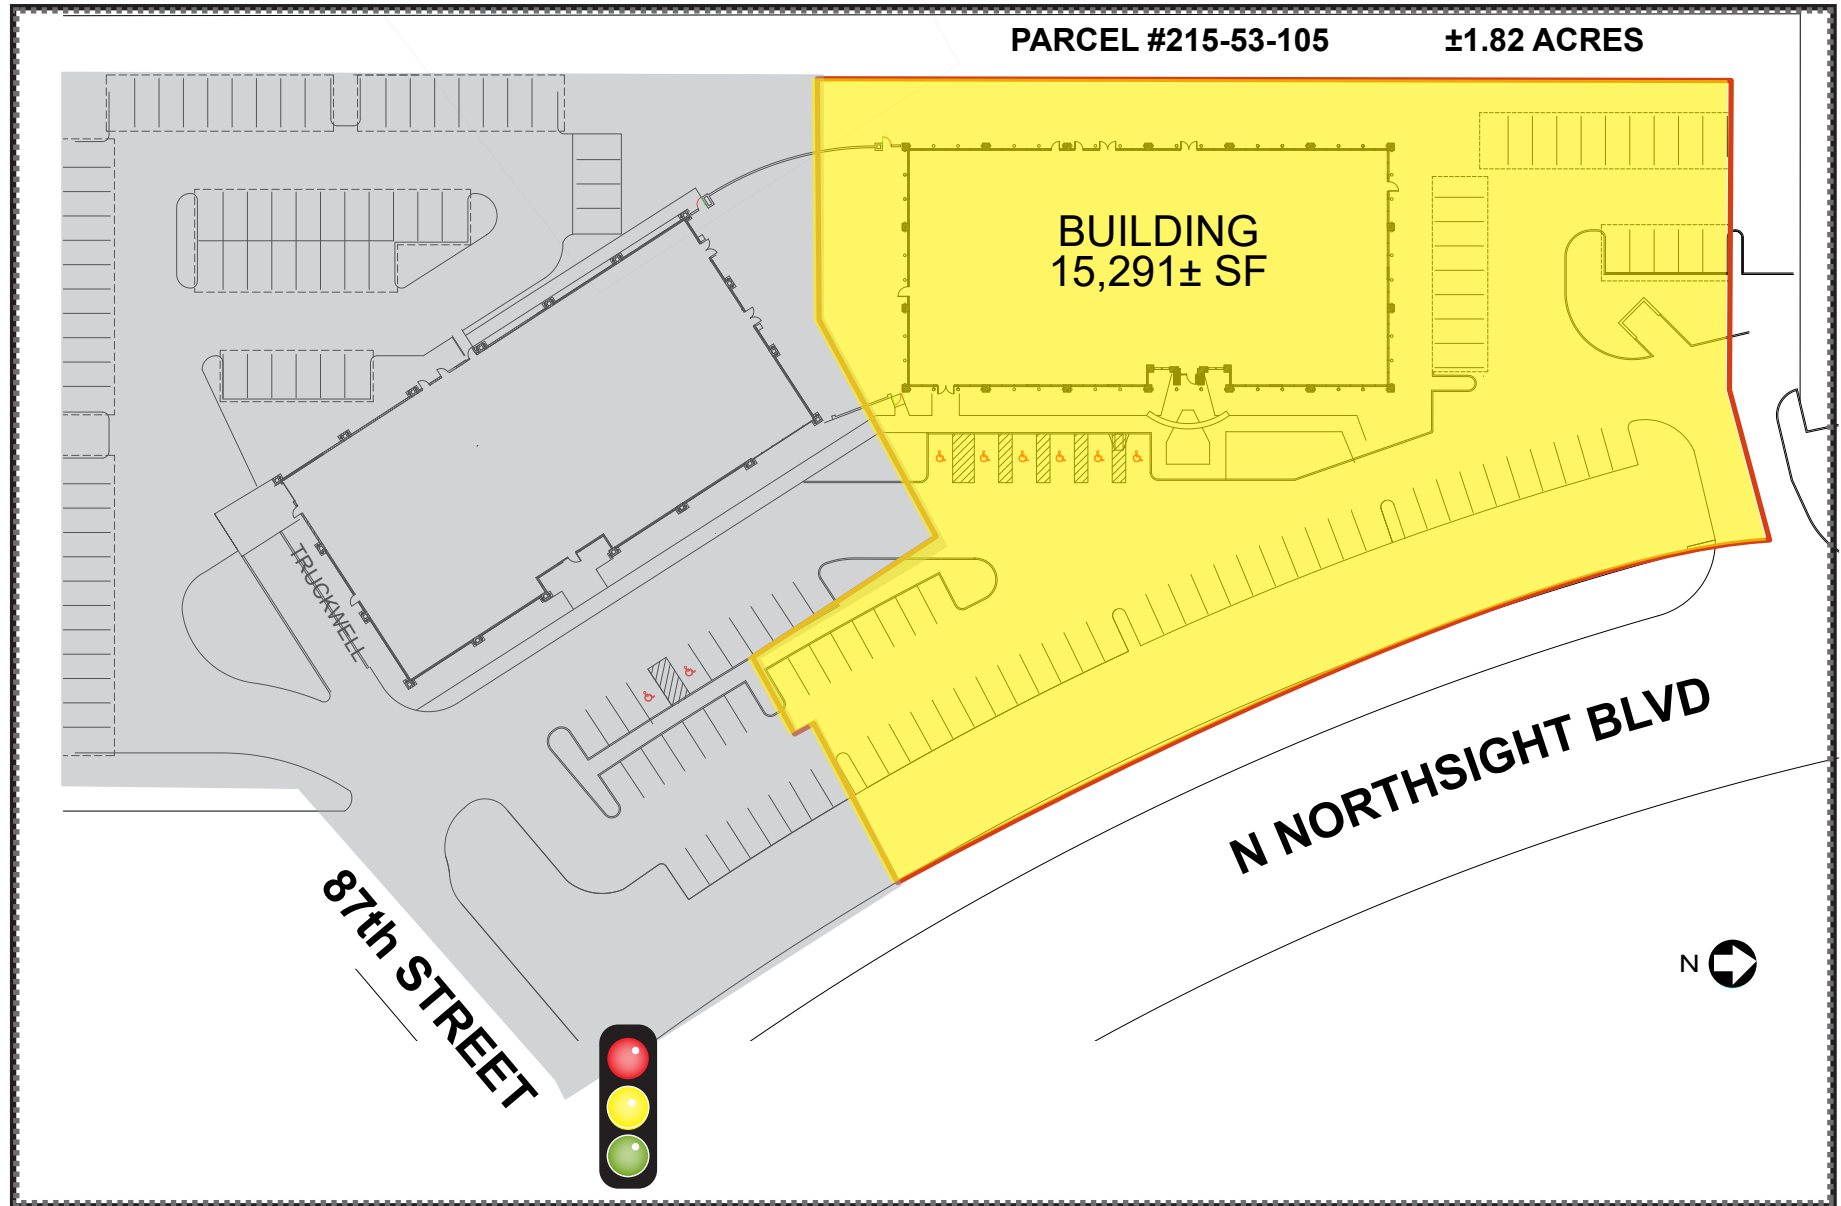 PARCEL #215-53-105 ±1.82 ACRES
BUILDING
15,291± SF
TRUCKWELL
N NORTHSIGHT BLVD
87th STREET
N